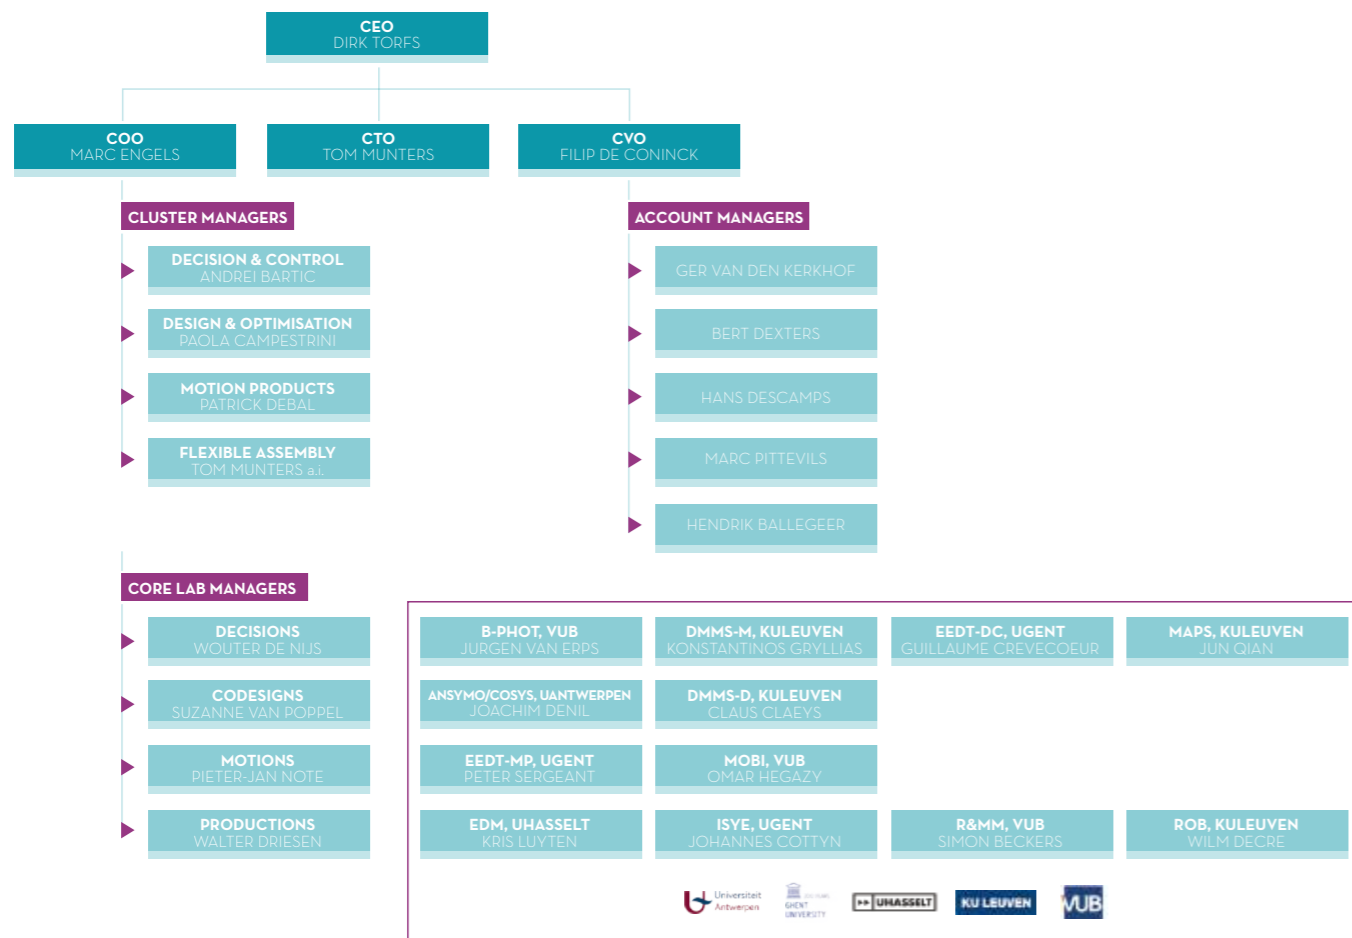 CEO
DIRK TORFS
COO
MARC ENGELS
CTO
TOM MUNTERS
CVO
FILIP DE CONINCK
CLUSTER MANAGERS
DECISION & CONTROL
ANDREI BARTIC
DESIGN & OPTIMISATION
PAOLA CAMPESTRINI
MOTION PRODUCTS
PATRICK DEBAL
FLEXIBLE ASSEMBLY
TOM MUNTERS a.i.
ACCOUNT MANAGERS
GER VAN DEN KERKHOF
BERT DEXTERS
HANS DESCAMPS
MARC PITTEVILS
HENDRIK BALLEGEER
CORE LAB MANAGERS
DECISIONS
WOUTER DE NIJS
B-PHOT, VUB
JURGEN VAN ERPS
DMMS-M, KULEUVEN
KONSTANTINOS GRYLLIAS
EEDT-DC, UGENT
GUILLAUME CREVECOEUR
MAPS, KULEUVEN
JUN QIAN
CODESIGNS
SUZANNE VAN POPPEL
ANSYMO/COSYS, UANTWERPEN
JOACHIM DENIL
DMMS-D, KULEUVEN
CLAUS CLAEYS
MOTIONS
PIETER-JAN NOTE
EEDT-MP, UGENT
PETER SERGEANT
MOBI, VUB
OMAR HEGAZY
PRODUCTIONS
WALTER DRIESEN
EDM, UHASSELT
KRIS LUYTEN
ISYE, UGENT
JOHANNES COTTYN
R&MM, VUB
SIMON BECKERS
ROB, KULEUVEN
WILM DECRE
Universiteit
Antwerpen
GHENT
UNIVERSITY
UHASSELT
KU LEUVEN
VUB